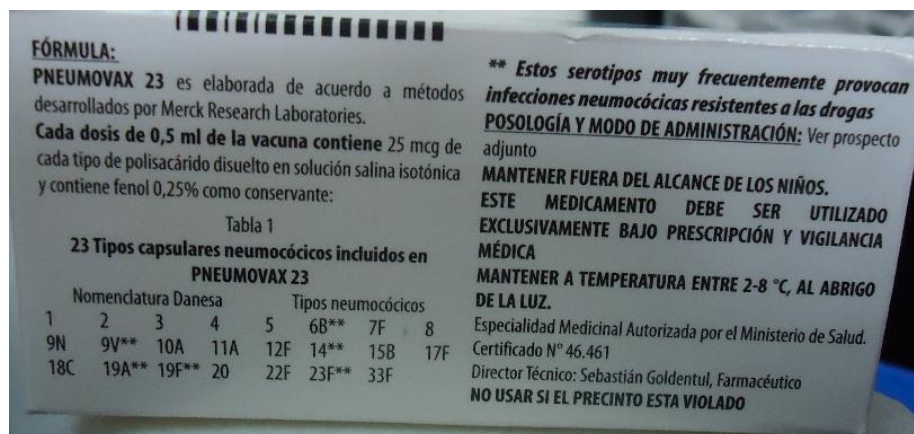 FÓRMULA:
PNEUMOVAX 23 es elaborada de acuerdo a métodos
desarrollados por Merck Research Laboratories.
Cada dosis de 0,5 ml de la vacuna contiene 25 mcg de
cada tipo de polisacárido disuelto en solución salina isotónica
y contiene fenol 0,25% como conservante:
Tabla 1
23 Tipos capsulares neumocócicos incluidos en
PNEUMOVAX 23
Nomenclatura Danesa Tipos neumocócicos
1 2 3 4 5 6B** 7F 8
9N 9V** 10A 11A 12F 14** 15B 17F
18C 19A** 19F** 20 22F 23F** 33F
** Estos serotipos muy frecuentemente provocan
infecciones neumocócicas resistentes a las drogas
POSOLOGÍA Y MODO DE ADMINISTRACIÓN: Ver prospecto
adjunto
MANTENER FUERA DEL ALCANCE DE LOS NIÑOS.
ESTE MEDICAMENTO DEBE SER UTILIZADO
EXCLUSIVAMENTE BAJO PRESCRIPCIÓN Y VIGILANCIA
MÉDICA
MANTENER A TEMPERATURA ENTRE 2-8 °C, AL ABRIGO
DE LA LUZ.
Especialidad Medicinal Autorizada por el Ministerio de Salud.
Certificado N° 46.461
Director Técnico: Sebastián Goldentul, Farmacéutico
NO USAR SI EL PRECINTO ESTA VIOLADO